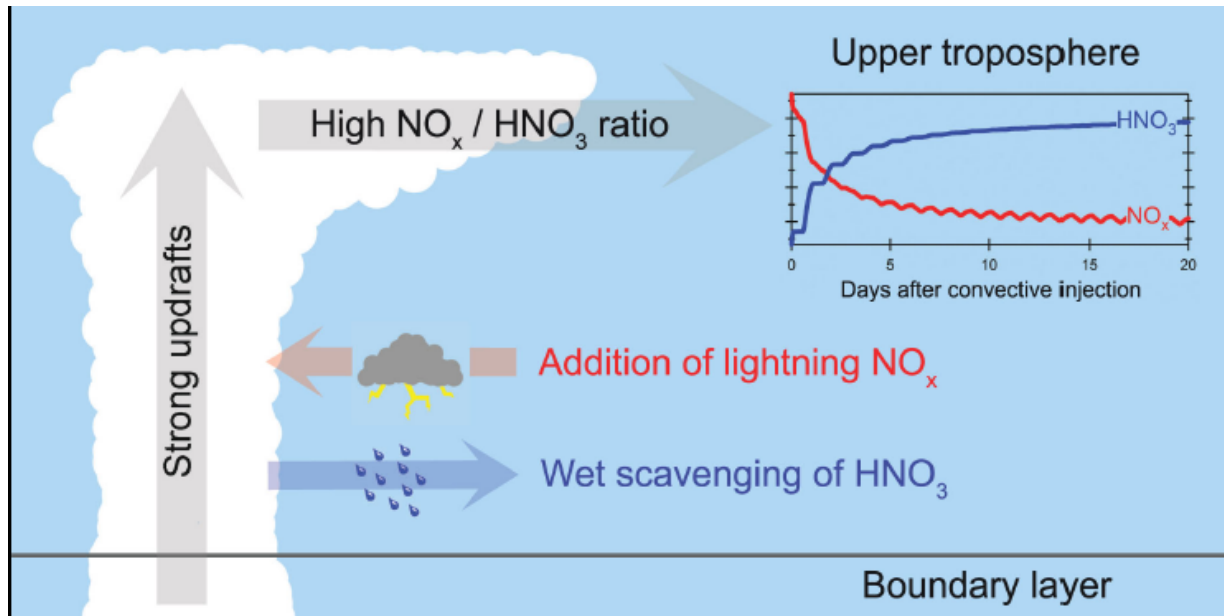 Upper troposphere
High NOx / HNO3 ratio
HNO3
NOx
0 5 10 15 20
Days after convective injection
Strong updrafts
Addition of lightning NOx
Wet scavenging of HNO3
Boundary layer